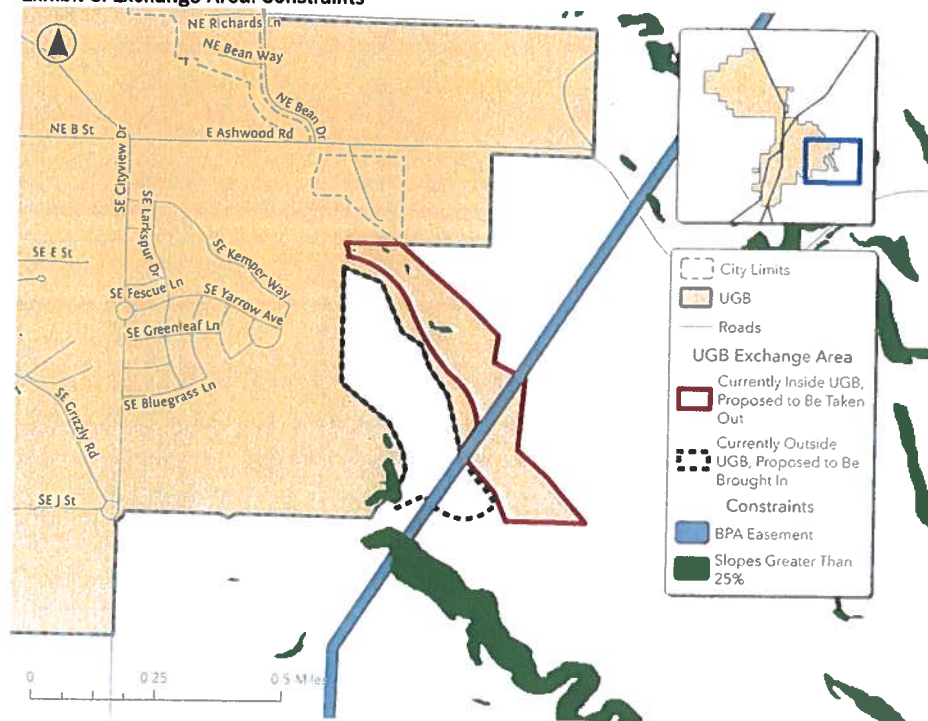 Exhibit C. Exchange Area: Constraints
NE Richards Ln
NE Bean Way
NE Bean Dr
NE B St
E Ashwood Rd
SE Cityview Dr
SE Larkspur Dr
SE Kemper Way
SE E St
SE Fescue Ln
SE Yarrow Ave
SE Greenleaf Ln
SE Bluegrass Ln
SE Grizzly Rd
SE J St
City Limits
UGB
Roads
UGB Exchange Area
Currently Inside UGB,
Proposed to Be Taken
Out
Currently Outside
UGB, Proposed to Be
Brought In
Constraints
BPA Easement
Slopes Greater Than
25%
0 0.25 0.5 Miles